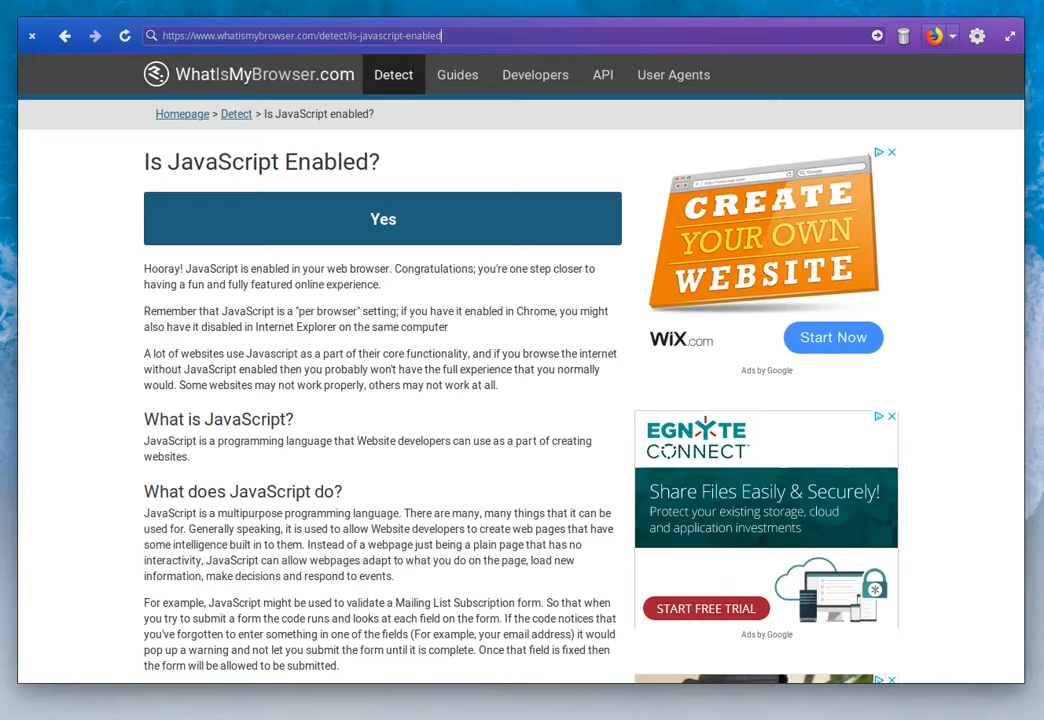 https://www.whatismybrowser.com/detect/is-javascript-enabled
WhatIsMyBrowser.com Detect Guides Developers API User Agents
Homepage > Detect > Is JavaScript enabled?
Is JavaScript Enabled?
Yes
Hooray! JavaScript is enabled in your web browser. Congratulations; you're one step closer to
having a fun and fully featured online experience.
Remember that JavaScript is a "per browser" setting; if you have it enabled in Chrome, you might
also have it disabled in Internet Explorer on the same computer
A lot of websites use Javascript as a part of their core functionality, and if you browse the internet
without JavaScript enabled then you probably won't have the full experience that you normally
would. Some websites may not work properly, others may not work at all.
What is JavaScript?
JavaScript is a programming language that Website developers can use as a part of creating
websites.
What does JavaScript do?
JavaScript is a multipurpose programming language. There are many, many things that it can be
used for. Generally speaking, it is used to allow Website developers to create web pages that have
some intelligence built in to them. Instead of a webpage just being a plain page that has no
interactivity, JavaScript can allow webpages adapt to what you do on the page, load new
information, make decisions and respond to events.
For example, JavaScript might be used to validate a Mailing List Subscription form. So that when
you try to submit a form the code runs and looks at each field on the form. If the code notices that
you've forgotten to enter something in one of the fields (For example, your email address) it would
pop up a warning and not let you submit the form until it is complete. Once that field is fixed then
the form will be allowed to be submitted.
Google
CREATE
YOUR OWN
WEBSITE
WiX.com
Start Now
Ads by Google
EGNYTE
CONNECT
Share Files Easily & Securely!
Protect your existing storage, cloud
and application investments
START FREE TRIAL
Ads by Google